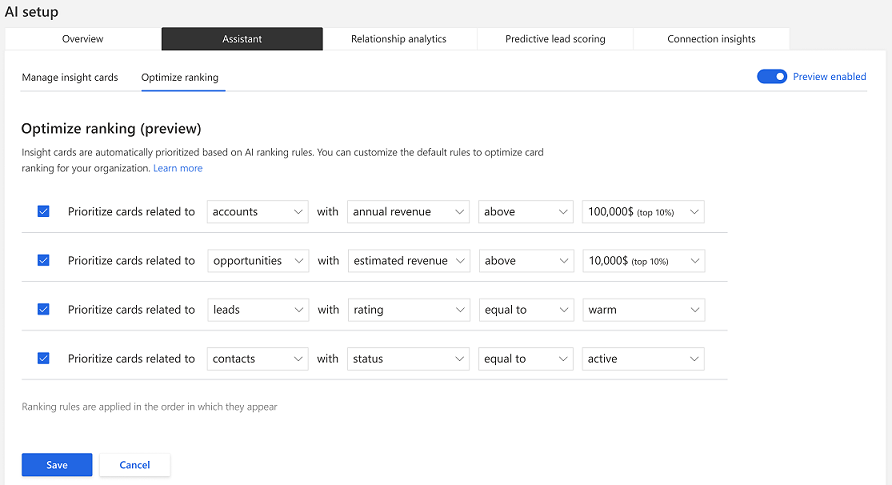 AI setup
Overview Assistant Relationship analytics Predictive lead scoring Connection insights
Manage insight cards Optimize ranking Preview enabled
Optimize ranking (preview)
Insight cards are automatically prioritized based on AI ranking rules. You can customize the default rules to optimize card
ranking for your organization. Learn more
Prioritize cards related to accounts with annual revenue above 100,000$ (top 10%)
Prioritize cards related to opportunities with estimated revenue above 10,000$ (top 10%)
Prioritize cards related to leads with rating equal to warm
Prioritize cards related to contacts with status equal to active
Ranking rules are applied in the order in which they appear
Save Cancel